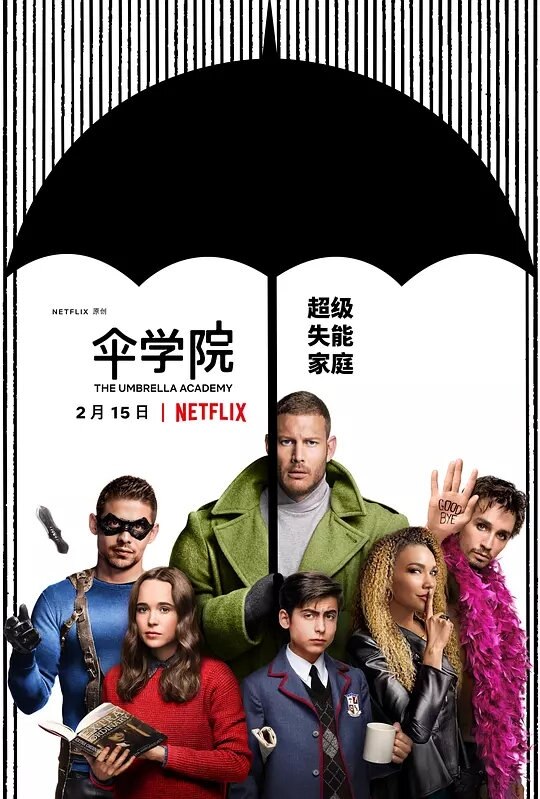 NETFLIX 原创
伞学院
THE UMBRELLA ACADEMY
2月15日 | NETFLIX
超级
失能
家庭
GOOD
BYE